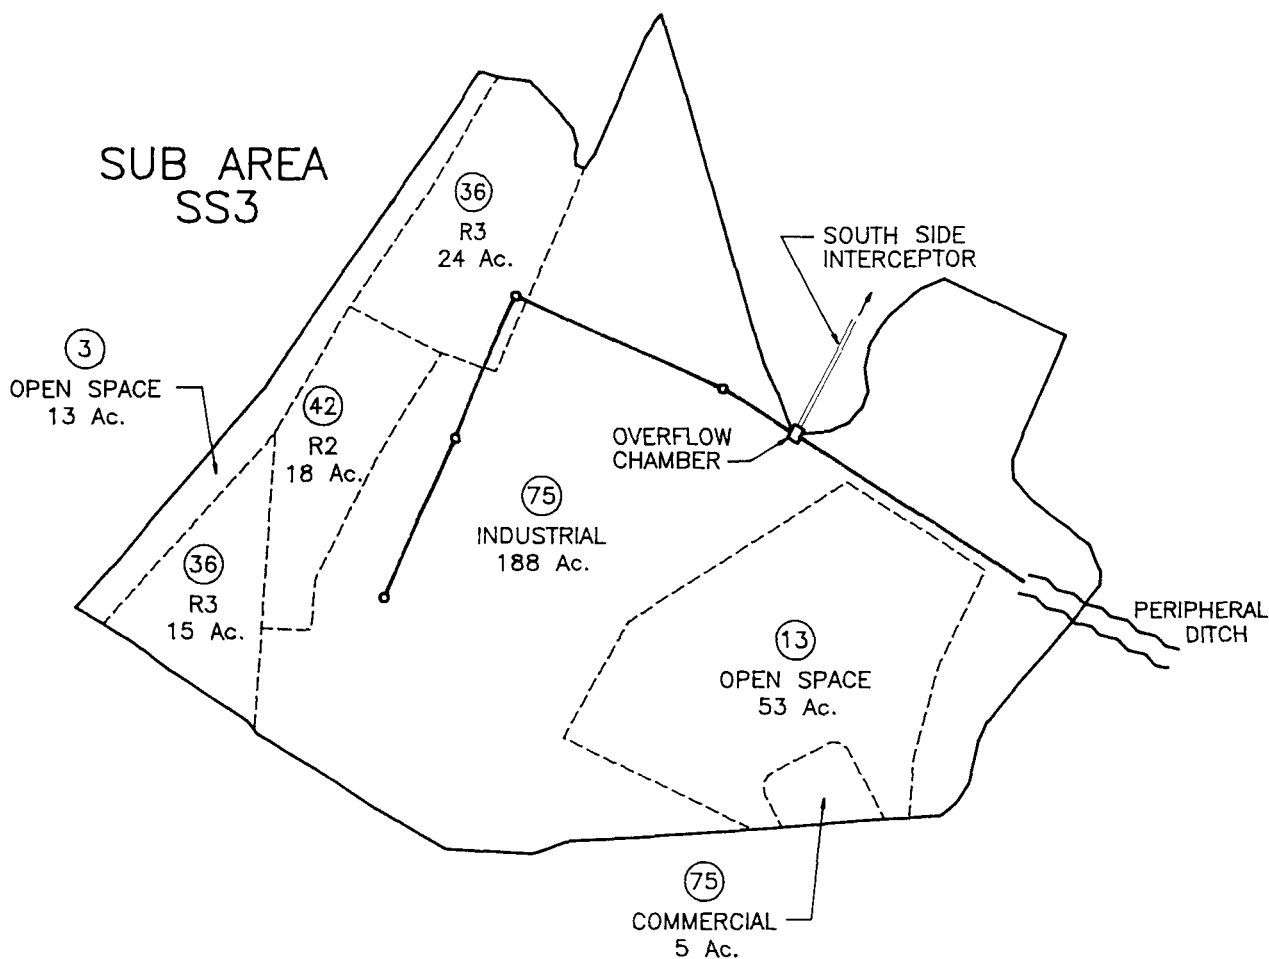 SUB AREA
SS3
36
R3
24 Ac.
SOUTH SIDE
INTERCEPTOR
3
OPEN SPACE
13 Ac.
42
R2
18 Ac.
OVERFLOW
CHAMBER
75
INDUSTRIAL
188 Ac.
36
R3
15 Ac.
PERIPHERAL
DITCH
13
OPEN SPACE
53 Ac.
75
COMMERCIAL
5 Ac.